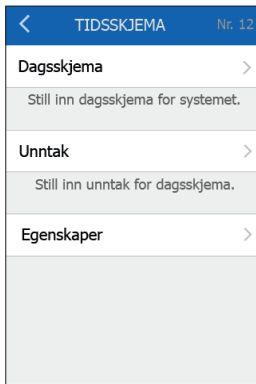 TIDSSKJEMA Nr. 12
Dagsskjema
Still inn dagsskjema for systemet.
Unntak
Still inn unntak for dagsskjema.
Egenskaper